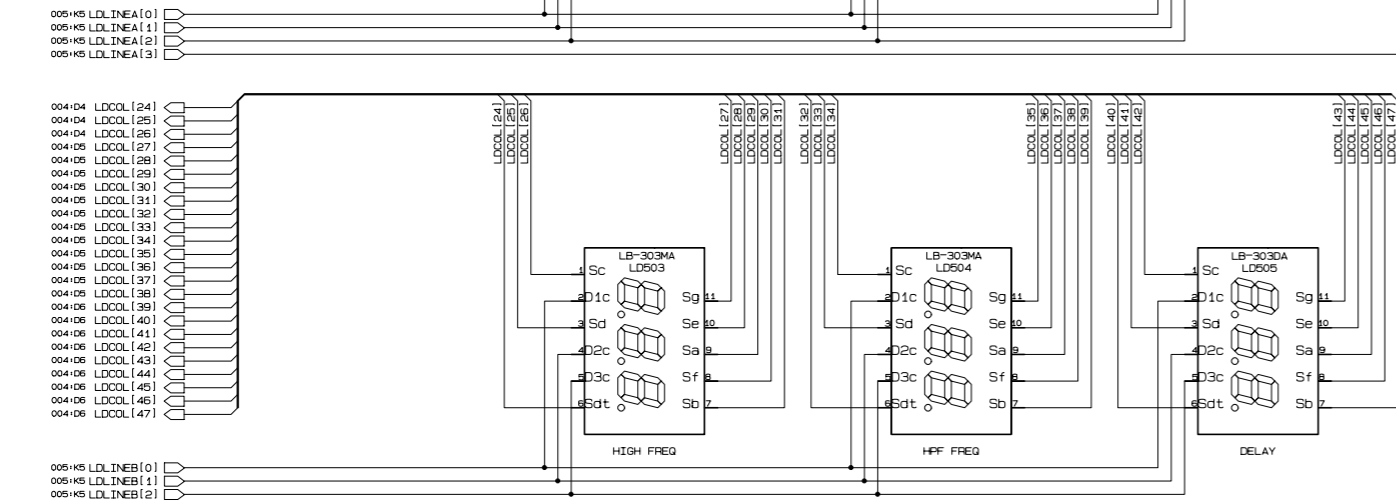 005:K5 LDLINEA[0]
005:K5 LDLINEA[1]
005:K5 LDLINEA[2]
005:K5 LDLINEA[3]
004:D4 LDCOL[24]
004:D4 LDCOL[25]
004:D4 LDCOL[26]
004:D5 LDCOL[27]
004:D5 LDCOL[28]
004:D5 LDCOL[29]
004:D5 LDCOL[30]
004:D5 LDCOL[31]
004:D5 LDCOL[32]
004:D5 LDCOL[33]
004:D5 LDCOL[34]
004:D5 LDCOL[35]
004:D5 LDCOL[36]
004:D5 LDCOL[37]
004:D5 LDCOL[38]
004:D6 LDCOL[39]
004:D6 LDCOL[40]
004:D6 LDCOL[41]
004:D6 LDCOL[42]
004:D6 LDCOL[43]
004:D6 LDCOL[44]
004:D6 LDCOL[45]
004:D6 LDCOL[46]
004:D6 LDCOL[47]
LDCOL[24]
LDCOL[25]
LDCOL[26]
LDCOL[27]
LDCOL[28]
LDCOL[29]
LDCOL[30]
LDCOL[31]
LDCOL[32]
LDCOL[33]
LDCOL[34]
LDCOL[35]
LDCOL[36]
LDCOL[37]
LDCOL[38]
LDCOL[39]
LDCOL[40]
LDCOL[41]
LDCOL[42]
LDCOL[43]
LDCOL[44]
LDCOL[45]
LDCOL[46]
LDCOL[47]
LB-303MA
LD503
1 Sc
2 D1c Sg 11
3 Sd Se 10
4 D2c Sa 9
5 D3c Sf 8
6 Sdt Sb 7
HIGH FREQ
LB-303MA
LD504
1 Sc
2 D1c Sg 11
3 Sd Se 10
4 D2c Sa 9
5 D3c Sf 8
6 Sdt Sb 7
HPF FREQ
LB-303DA
LD505
1 Sc
2 D1c Sg 11
3 Sd Se 10
4 D2c Sa 9
5 D3c Sf 8
6 Sdt Sb 7
DELAY
005:K5 LDLINEB[0]
005:K5 LDLINEB[1]
005:K5 LDLINEB[2]